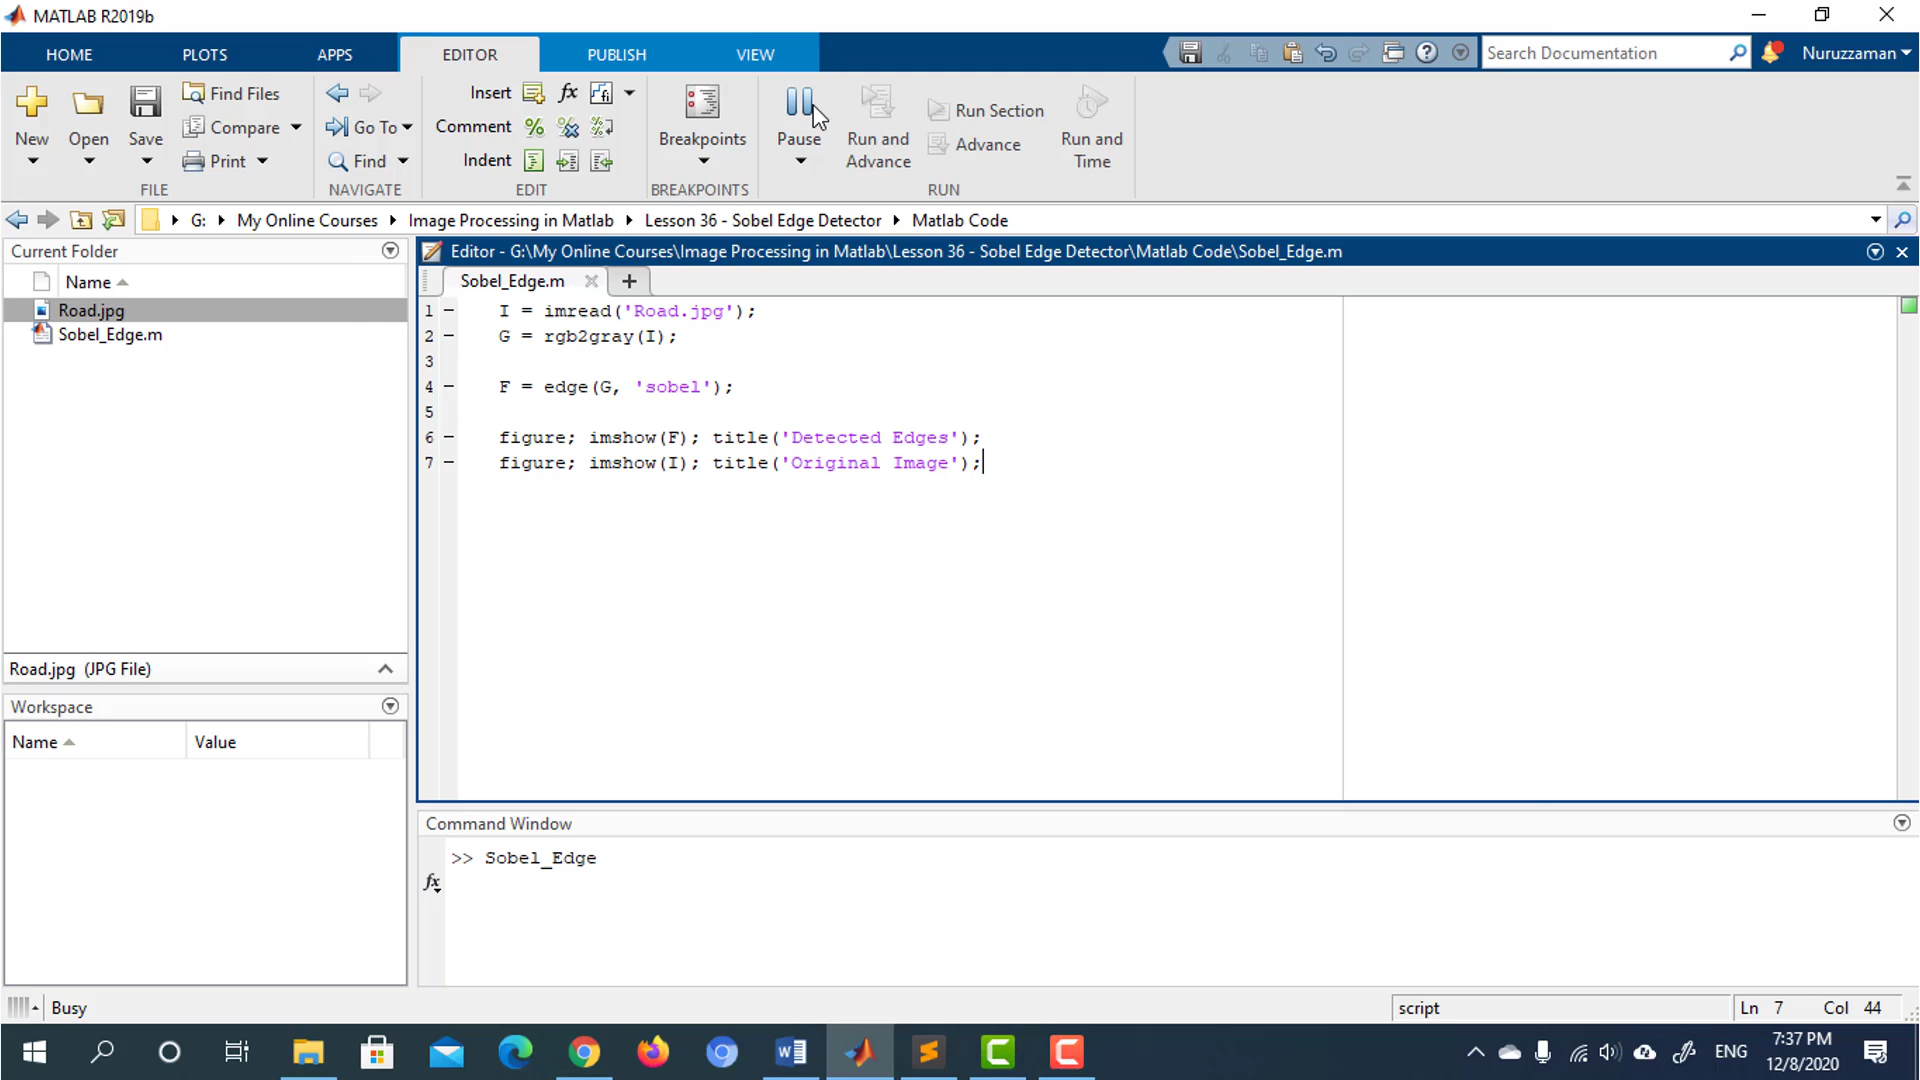 MATLAB R2019b
HOME PLOTS APPS EDITOR PUBLISH VIEW
Search Documentation
Nuruzzaman
New Open Save
Find Files
Compare
Print
FILE
Go To
Find
NAVIGATE
Insert
Comment
Indent
EDIT
Breakpoints
BREAKPOINTS
Pause
Run and Advance
Run Section
Advance
Run and Time
RUN
G: My Online Courses Image Processing in Matlab Lesson 36 - Sobel Edge Detector Matlab Code
Current Folder
Name
Road.jpg
Sobel_Edge.m
Road.jpg (JPG File)
Workspace
Name Value
Editor - G:\My Online Courses\Image Processing in Matlab\Lesson 36 - Sobel Edge Detector\Matlab Code\Sobel_Edge.m
Sobel_Edge.m
1 - I = imread('Road.jpg');
2 - G = rgb2gray(I);
3
4 - F = edge(G, 'sobel');
5
6 - figure; imshow(F); title('Detected Edges');
7 - figure; imshow(I); title('Original Image');
Command Window
>> Sobel_Edge
fx
Busy
script
Ln 7 Col 44
ENG
7:37 PM
12/8/2020